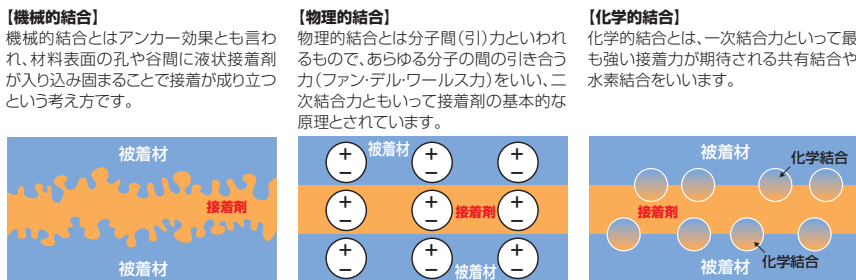 【機械的結合】
機械的結合とはアンカー効果とも言わ
れ、材料表面の孔や谷間に液状接着剤
が入り込み固まることで接着が成り立つ
という考え方です。
被着材
接着剤
被着材
【物理的結合】
物理的結合とは分子間(引)力といわれ
るもので、あらゆる分子の間の引き合う
力(ファン・デル・ワールス力)をいい、二
次結合力ともいって接着剤の基本的な
原理とされています。
+ 被着材 + +
− − −
+ + 接着剤 +
− − −
+ + +
− − 被着材 −
【化学的結合】
化学的結合とは、一次結合力といって最
も強い接着力が期待される共有結合や
水素結合をいいます。
被着材
化学結合
接着剤
被着材
化学結合